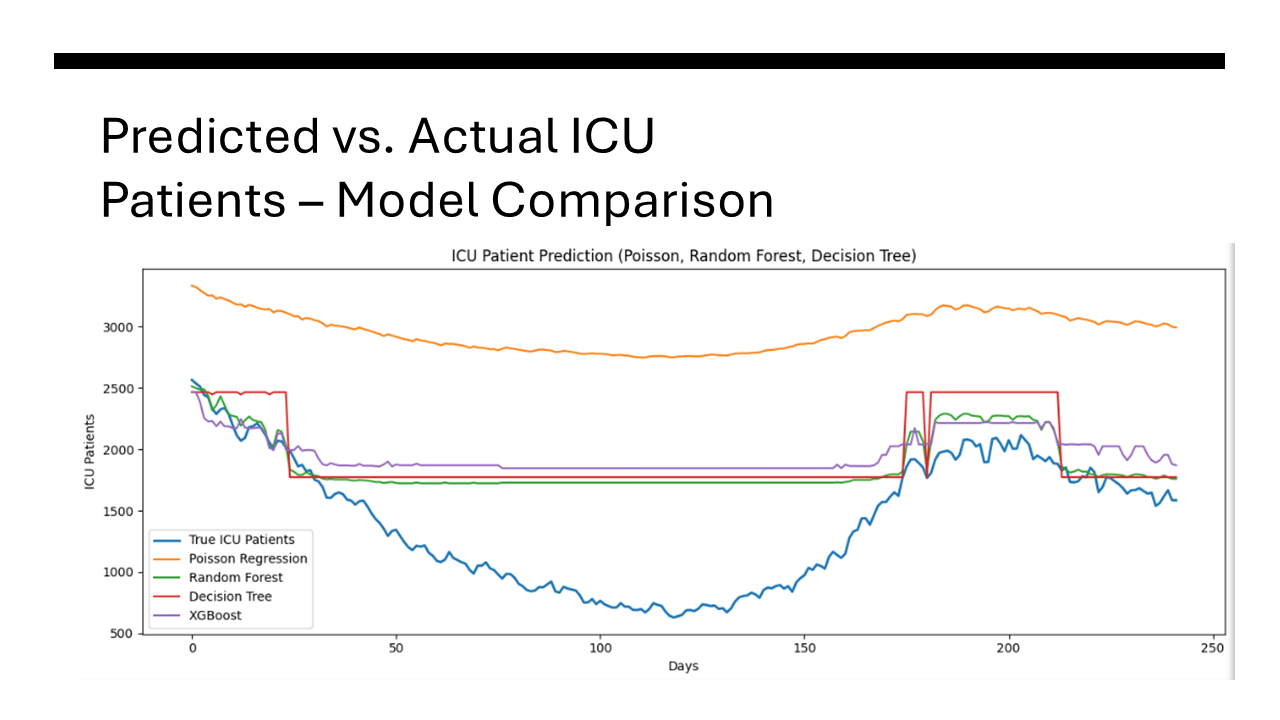 Predicted vs. Actual ICU
Patients – Model Comparison
ICU Patient Prediction (Poisson, Random Forest, Decision Tree)
ICU Patients
3000
2500
2000
1500
1000
500
True ICU Patients
Poisson Regression
Random Forest
Decision Tree
XGBoost
0
50
100
150
200
250
Days